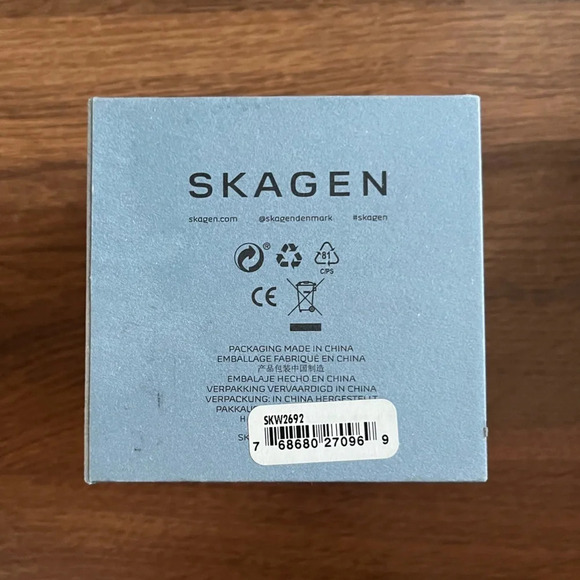 SKAGEN
skagen.com @skagendenmark #skagen
®
81
C/PS
CE
PACKAGING MADE IN CHINA
EMBALLAGE FABRIQUÉ EN CHINA
产品包装中国制造
EMBALAJE HECHO EN CHINA
VERPAKKING VERVAARDIGD IN CHINA
VERPACKUNG: IN CHINA HERGESTELLT
PAKKAU
H
SK
SKW2692
7 68680 27096 9